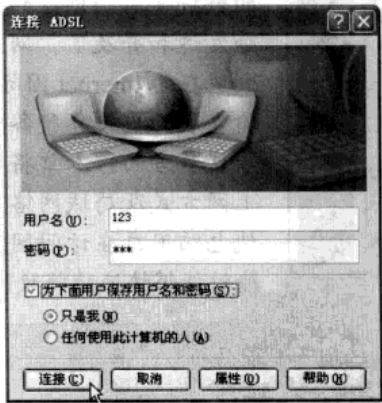 连接 ADSL
用户名(U): 123
密码(P): ***
为下面用户保存用户名和密码(S):
只是我(N)
任何使用此计算机的人(A)
连接(C) 取消 属性(O) 帮助(H)